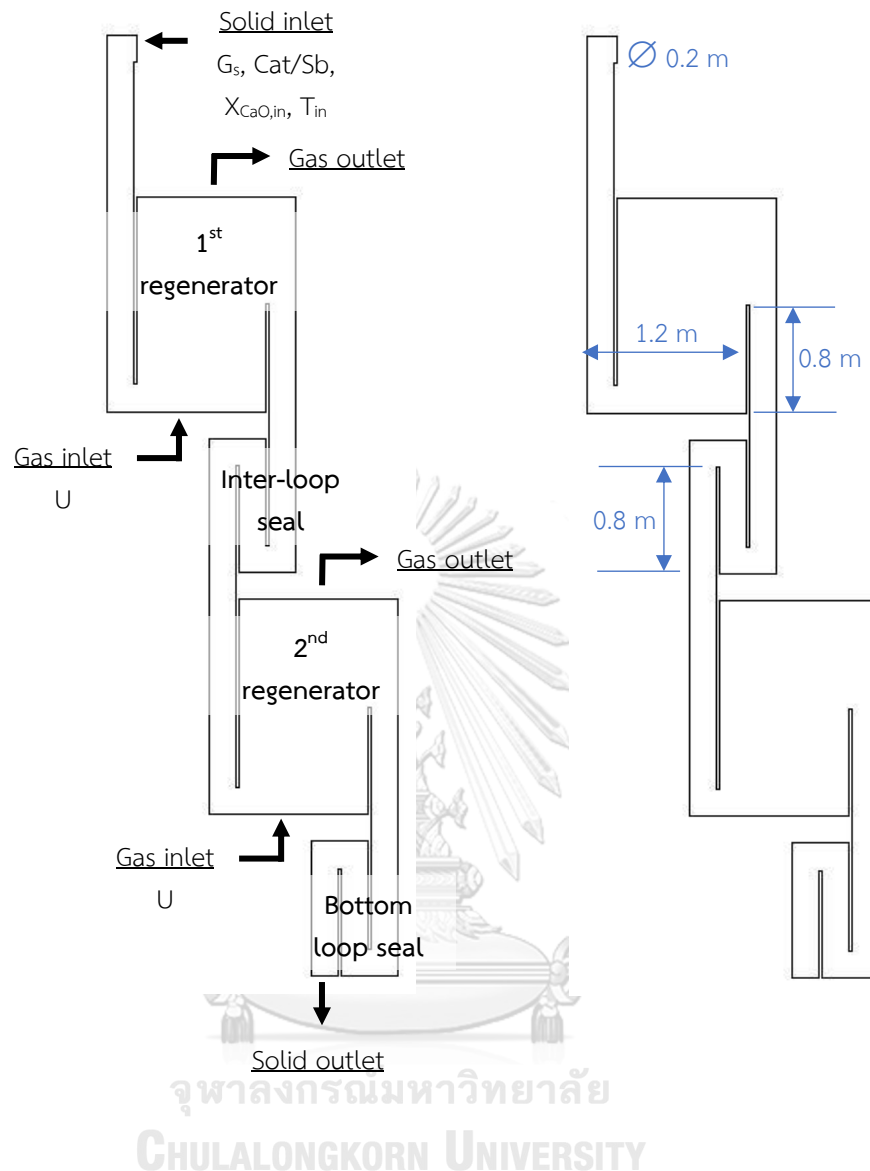 Solid inlet
Gs, Cat/Sb,
XCaO,in, Tin
∅ 0.2 m
Gas outlet
1st
regenerator
1.2 m
0.8 m
Gas inlet
U
Inter-loop
seal
0.8 m
Gas outlet
2nd
regenerator
Gas inlet
U
Bottom
loop seal
Solid outlet
จุฬาลงกรณ์มหาวิทยาลัย
CHULALONGKORN UNIVERSITY